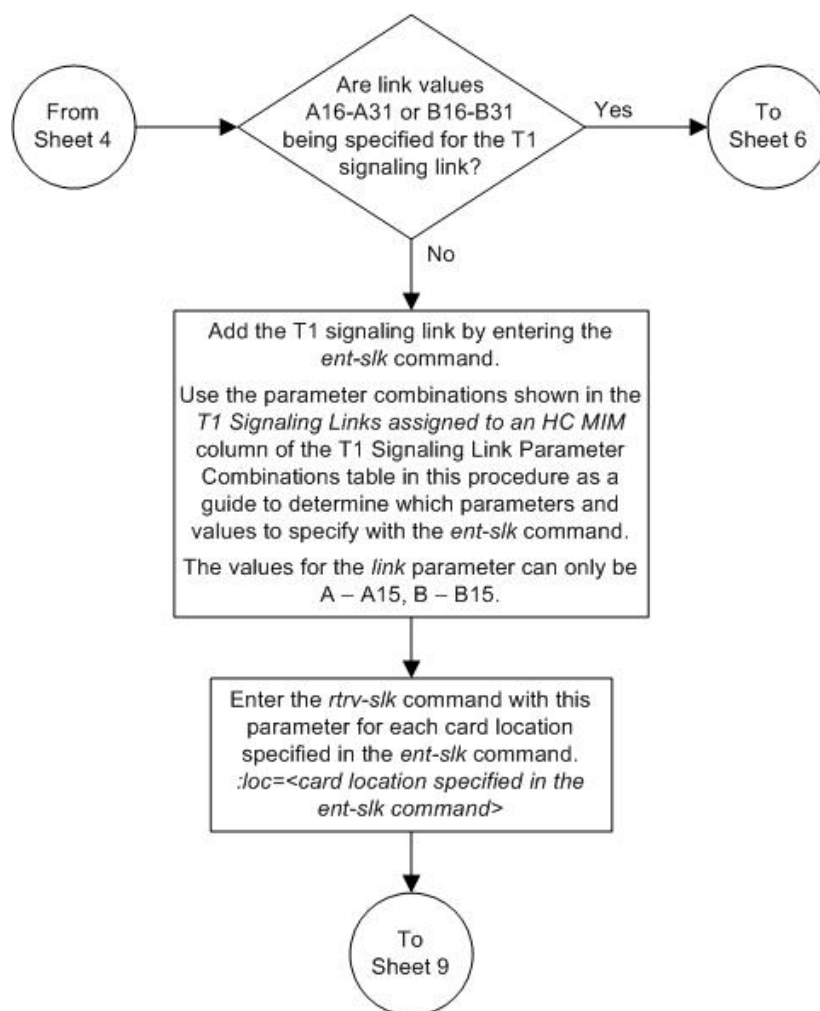 From
Sheet 4
Are link values
A16-A31 or B16-B31
being specified for the T1
signaling link?
Yes
To
Sheet 6
No
Add the T1 signaling link by entering the
ent-slk command.
Use the parameter combinations shown in the
T1 Signaling Links assigned to an HC MIM
column of the T1 Signaling Link Parameter
Combinations table in this procedure as a
guide to determine which parameters and
values to specify with the ent-slk command.
The values for the link parameter can only be
A – A15, B – B15.
Enter the rtrv-slk command with this
parameter for each card location
specified in the ent-slk command.
:loc=<card location specified in the
ent-slk command>
To
Sheet 9